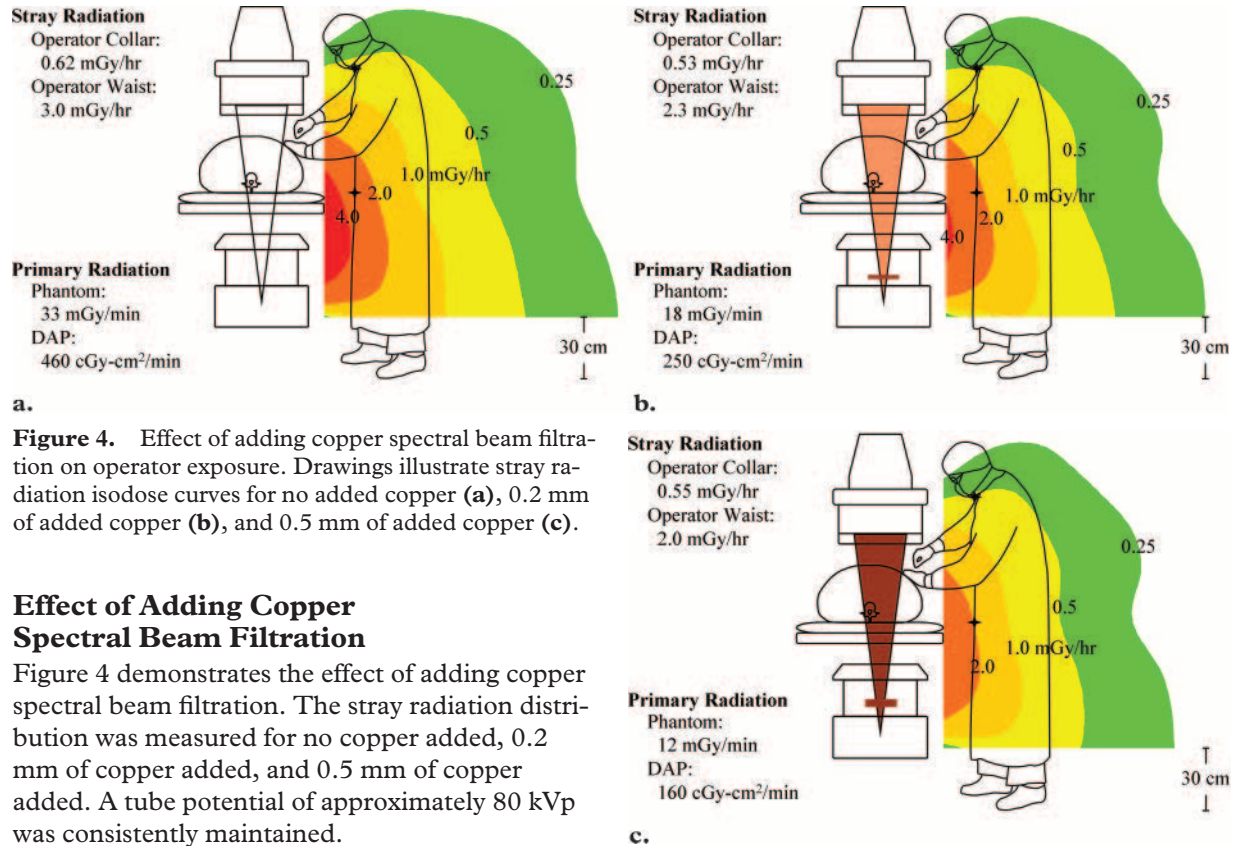 Stray Radiation
Operator Collar:
0.62 mGy/hr
Operator Waist:
3.0 mGy/hr
0.25
0.5
1.0 mGy/hr
2.0
4.0
Primary Radiation
Phantom:
33 mGy/min
DAP:
460 cGy-cm²/min
30 cm
a.
Stray Radiation
Operator Collar:
0.53 mGy/hr
Operator Waist:
2.3 mGy/hr
0.25
0.5
1.0 mGy/hr
2.0
4.0
Primary Radiation
Phantom:
18 mGy/min
DAP:
250 cGy-cm²/min
30 cm
b.
Figure 4. Effect of adding copper spectral beam filtra-
tion on operator exposure. Drawings illustrate stray ra-
diation isodose curves for no added copper (a), 0.2 mm
of added copper (b), and 0.5 mm of added copper (c).
Effect of Adding Copper
Spectral Beam Filtration
Figure 4 demonstrates the effect of adding copper
spectral beam filtration. The stray radiation distri-
bution was measured for no copper added, 0.2
mm of copper added, and 0.5 mm of copper
added. A tube potential of approximately 80 kVp
was consistently maintained.
Stray Radiation
Operator Collar:
0.55 mGy/hr
Operator Waist:
2.0 mGy/hr
0.25
0.5
1.0 mGy/hr
2.0
Primary Radiation
Phantom:
12 mGy/min
DAP:
160 cGy-cm²/min
30 cm
c.